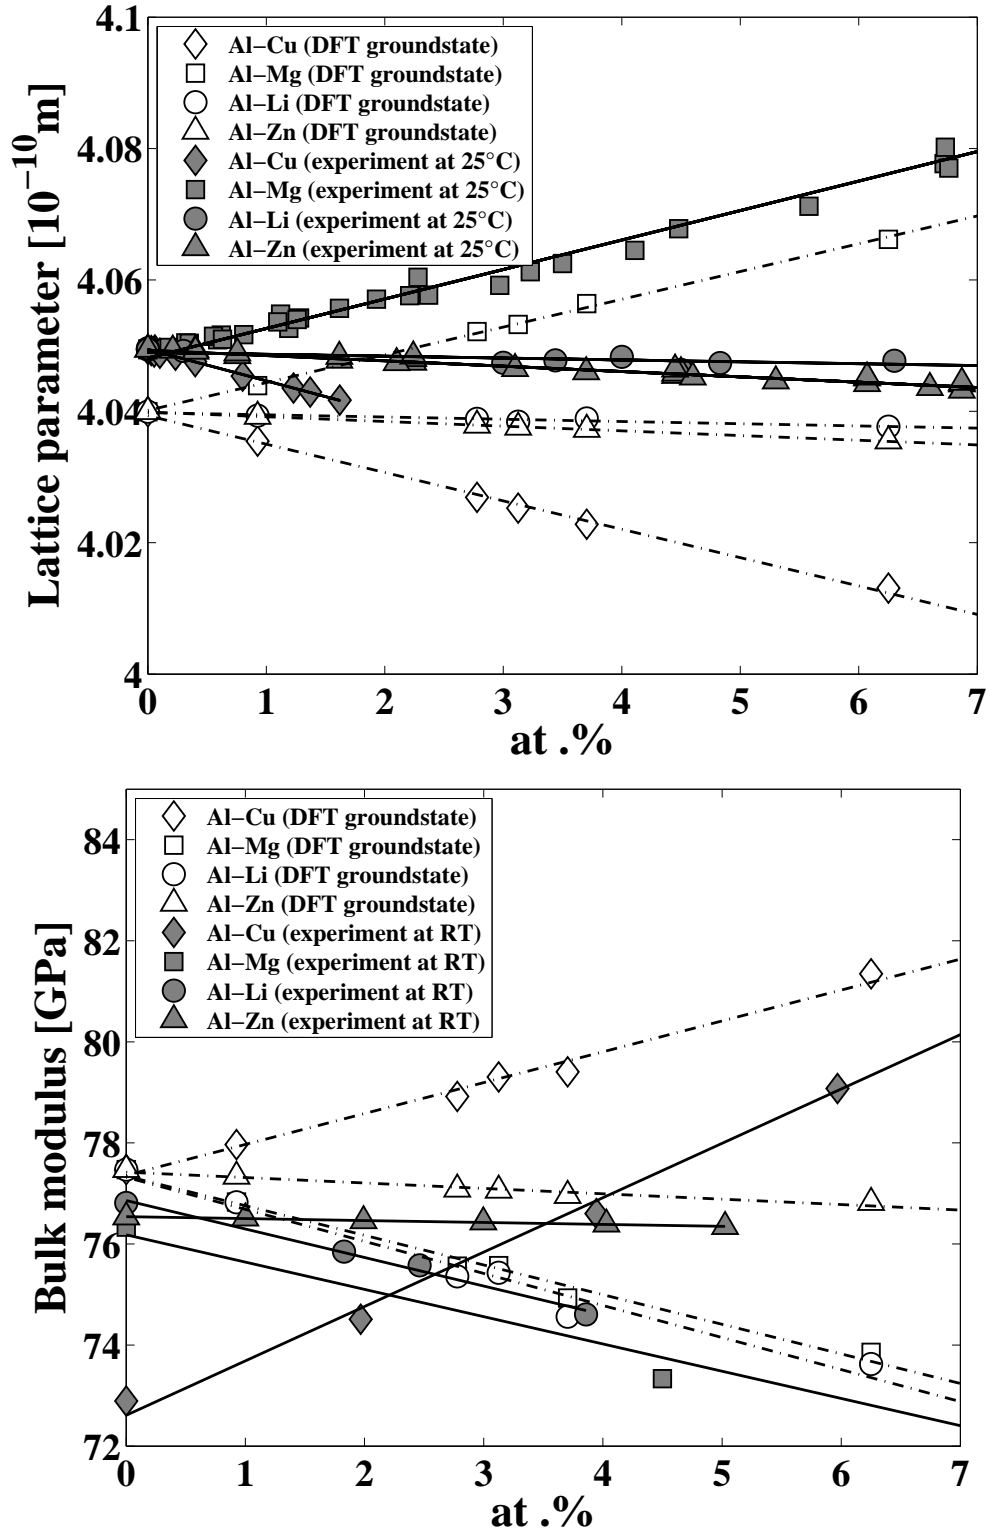 4.1
Al−Cu (DFT groundstate)
Al−Mg (DFT groundstate)
Al−Li (DFT groundstate)
Al−Zn (DFT groundstate)
Al−Cu (experiment at 25°C)
Al−Mg (experiment at 25°C)
Al−Li (experiment at 25°C)
Al−Zn (experiment at 25°C)
4.08
4.06
4.04
4.02
4
Lattice parameter [10⁻¹⁰m]
0 1 2 3 4 5 6 7
at .%
Al−Cu (DFT groundstate)
Al−Mg (DFT groundstate)
Al−Li (DFT groundstate)
Al−Zn (DFT groundstate)
Al−Cu (experiment at RT)
Al−Mg (experiment at RT)
Al−Li (experiment at RT)
Al−Zn (experiment at RT)
84
82
80
78
76
74
72
Bulk modulus [GPa]
0 1 2 3 4 5 6 7
at .%